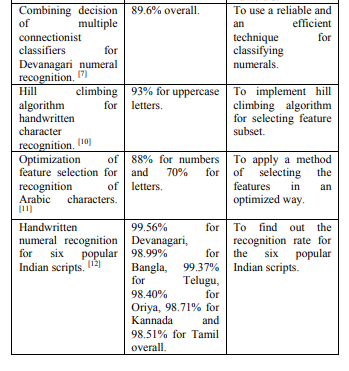 Combining decision
of multiple
connectionist
classifiers for
Devanagari numeral
recognition. [7]
89.6% overall.
To use a reliable and
an efficient
technique for
classifying
numerals.
Hill climbing
algorithm for
handwritten
character
recognition. [10]
93% for uppercase
letters.
To implement hill
climbing algorithm
for selecting feature
subset.
Optimization of
feature selection for
recognition of
Arabic characters.
[11]
88% for numbers
and 70% for
letters.
To apply a method
of selecting the
features in an
optimized way.
Handwritten
numeral recognition
for six popular
Indian scripts. [12]
99.56% for
Devanagari,
98.99% for
Bangla, 99.37%
for Telugu,
98.40% for
Oriya, 98.71% for
Kannada and
98.51% for Tamil
overall.
To find out the
recognition rate for
the six popular
Indian scripts.